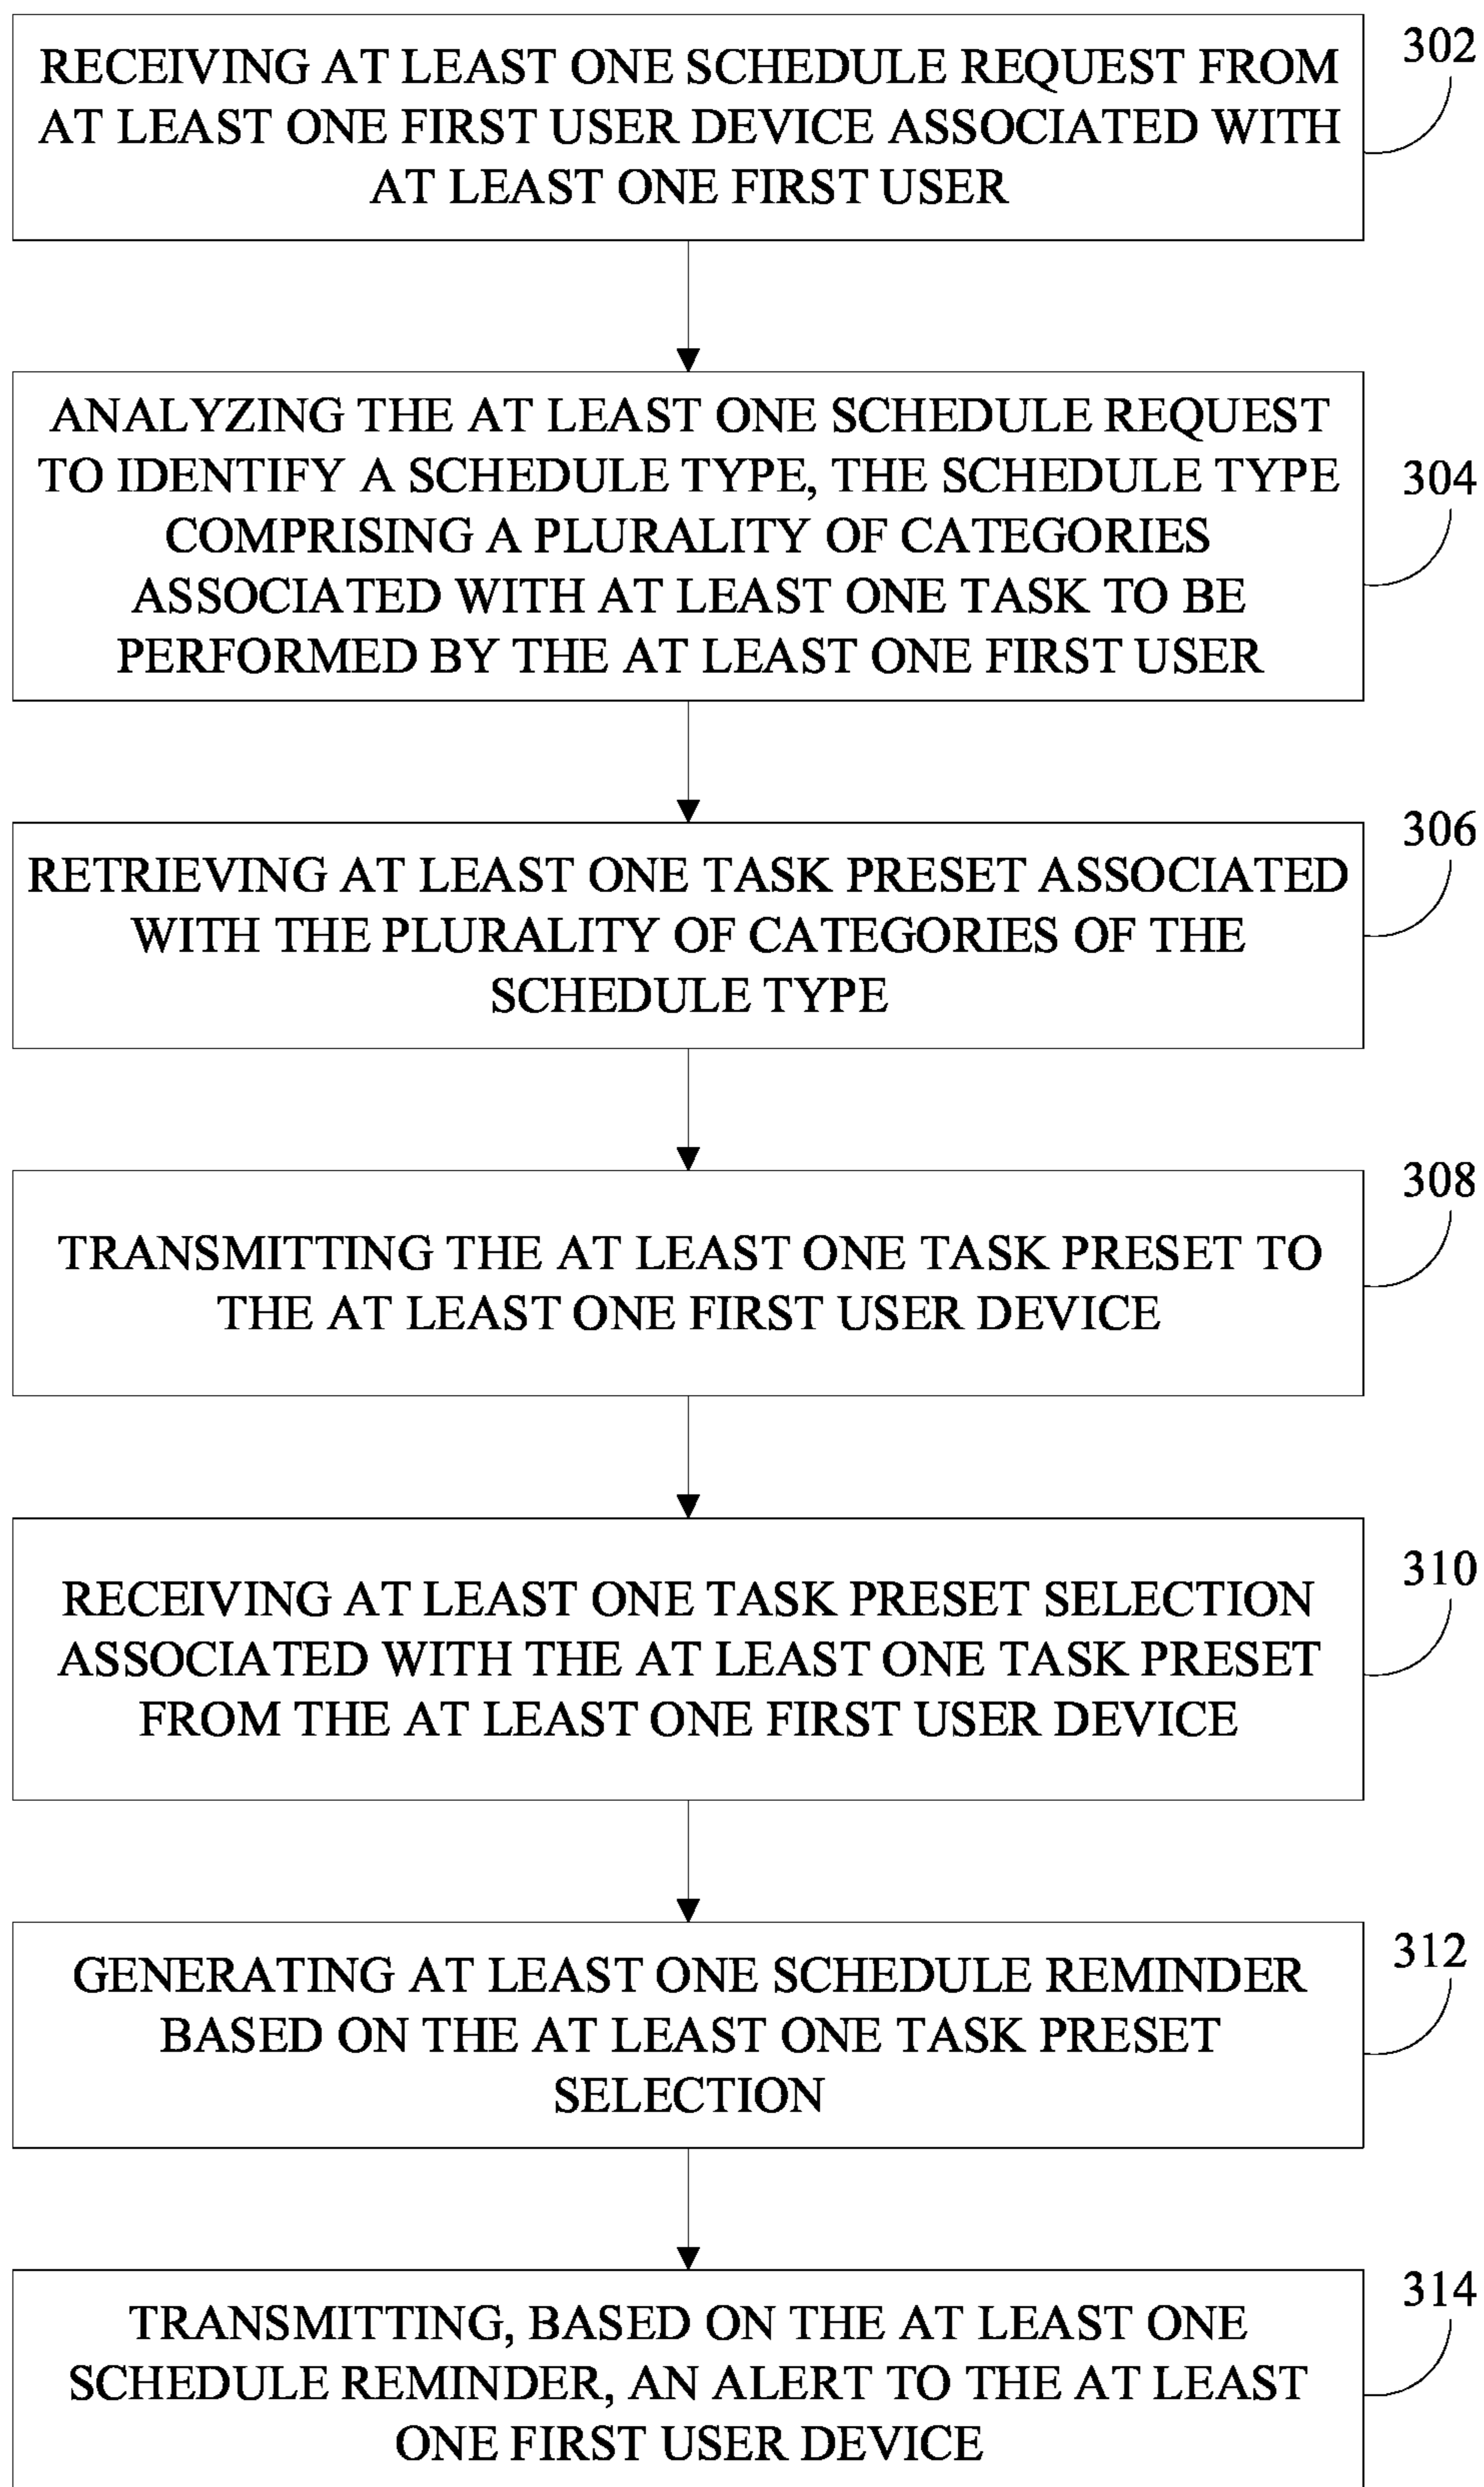 RECEIVING AT LEAST ONE SCHEDULE REQUEST FROM
AT LEAST ONE FIRST USER DEVICE ASSOCIATED WITH
AT LEAST ONE FIRST USER
302
ANALYZING THE AT LEAST ONE SCHEDULE REQUEST
TO IDENTIFY A SCHEDULE TYPE, THE SCHEDULE TYPE
COMPRISING A PLURALITY OF CATEGORIES
ASSOCIATED WITH AT LEAST ONE TASK TO BE
PERFORMED BY THE AT LEAST ONE FIRST USER
304
RETRIEVING AT LEAST ONE TASK PRESET ASSOCIATED
WITH THE PLURALITY OF CATEGORIES OF THE
SCHEDULE TYPE
306
TRANSMITTING THE AT LEAST ONE TASK PRESET TO
THE AT LEAST ONE FIRST USER DEVICE
308
RECEIVING AT LEAST ONE TASK PRESET SELECTION
ASSOCIATED WITH THE AT LEAST ONE TASK PRESET
FROM THE AT LEAST ONE FIRST USER DEVICE
310
GENERATING AT LEAST ONE SCHEDULE REMINDER
BASED ON THE AT LEAST ONE TASK PRESET
SELECTION
312
TRANSMITTING, BASED ON THE AT LEAST ONE
SCHEDULE REMINDER, AN ALERT TO THE AT LEAST
ONE FIRST USER DEVICE
314